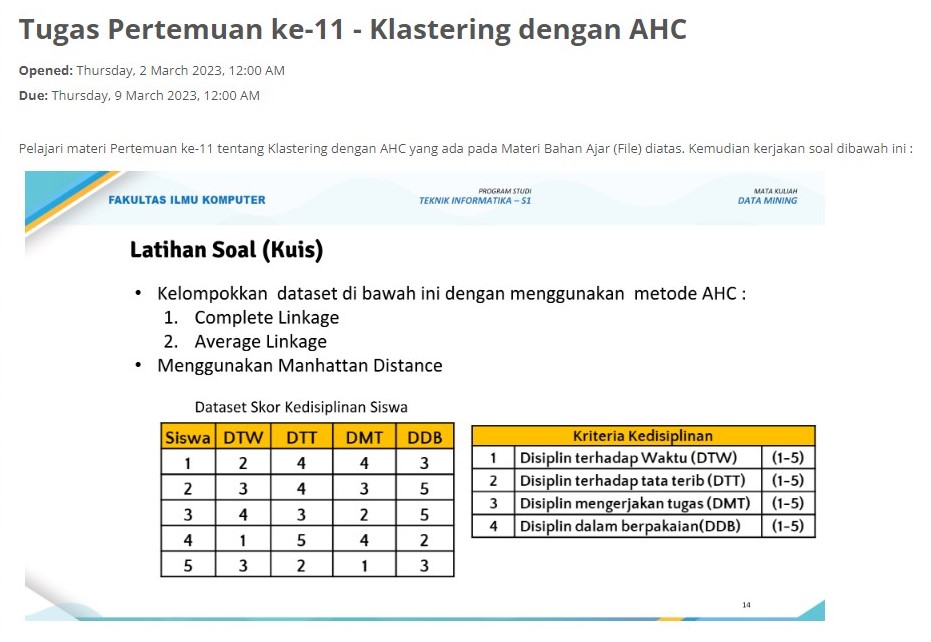 Tugas Pertemuan ke-11 - Klastering dengan AHC
Opened: Thursday, 2 March 2023, 12:00 AM
Due: Thursday, 9 March 2023, 12:00 AM
Pelajari materi Pertemuan ke-11 tentang Klastering dengan AHC yang ada pada Materi Bahan Ajar (File) diatas. Kemudian kerjakan soal dibawah ini :
FAKULTAS ILMU KOMPUTER
PROGRAM STUDI
TEKNIK INFORMATIKA – S1
MATA KULIAH
DATA MINING
Latihan Soal (Kuis)
• Kelompokkan dataset di bawah ini dengan menggunakan metode AHC :
1. Complete Linkage
2. Average Linkage
• Menggunakan Manhattan Distance
Dataset Skor Kedisiplinan Siswa
Siswa DTW DTT DMT DDB
1 2 4 4 3
2 3 4 3 5
3 4 3 2 5
4 1 5 4 2
5 3 2 1 3
Kriteria Kedisiplinan
1 Disiplin terhadap Waktu (DTW) (1-5)
2 Disiplin terhadap tata terib (DTT) (1-5)
3 Disiplin mengerjakan tugas (DMT) (1-5)
4 Disiplin dalam berpakaian(DDB) (1-5)
14